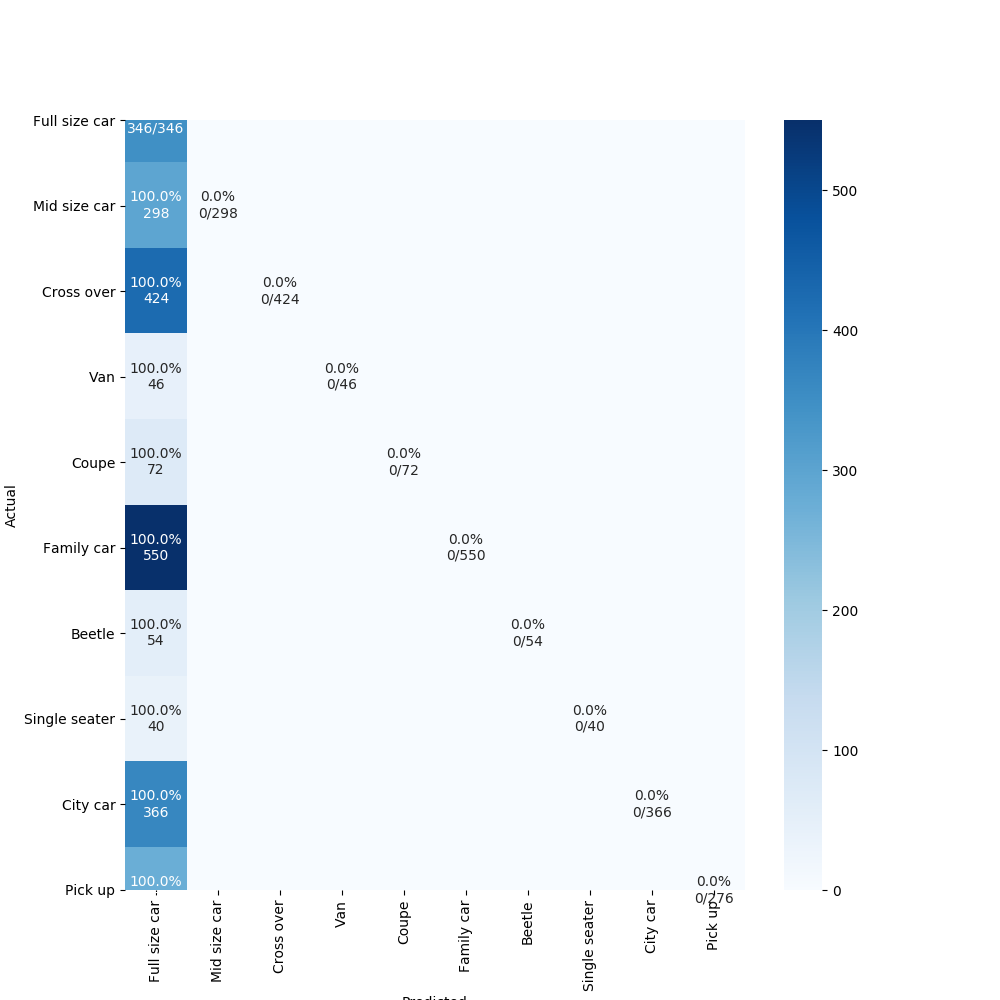 Full size car
346/346
500
Mid size car
100.0%
298
0.0%
0/298
Cross over
100.0%
424
0.0%
0/424
400
Van
100.0%
46
0.0%
0/46
Coupe
100.0%
72
0.0%
0/72
300
Actual
Family car
100.0%
550
0.0%
0/550
200
Beetle
100.0%
54
0.0%
0/54
Single seater
100.0%
40
0.0%
0/40
100
City car
100.0%
366
0.0%
0/366
Pick up
100.0%
0.0%
0/276
0
Full size car
Mid size car
Cross over
Van
Coupe
Family car
Beetle
Single seater
City car
Pick up
Predicted